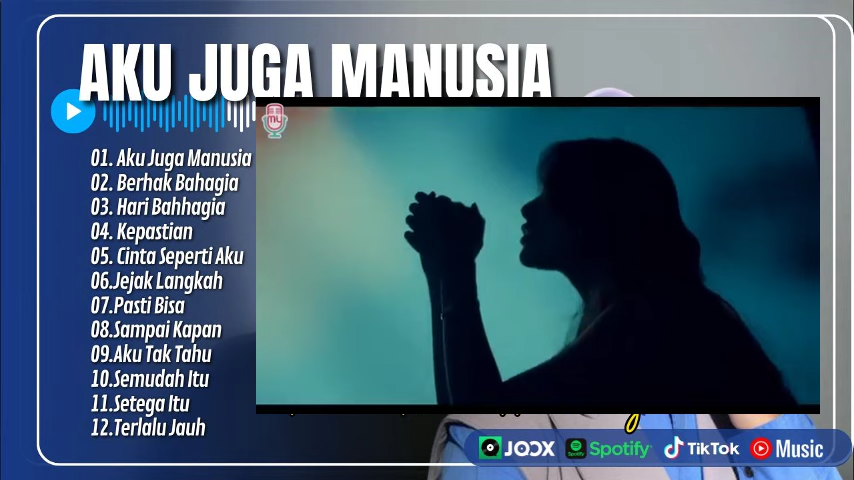 AKU JUGA MANUSIA
01. Aku Juga Manusia
02. Berhak Bahagia
03. Hari Bahhagia
04. Kepastian
05. Cinta Seperti Aku
06.Jejak Langkah
07.Pasti Bisa
08.Sampai Kapan
09.Aku Tak Tahu
10.Semudah Itu
11.Setega Itu
12.Terlalu Jauh
JOOX Spotify TikTok Music